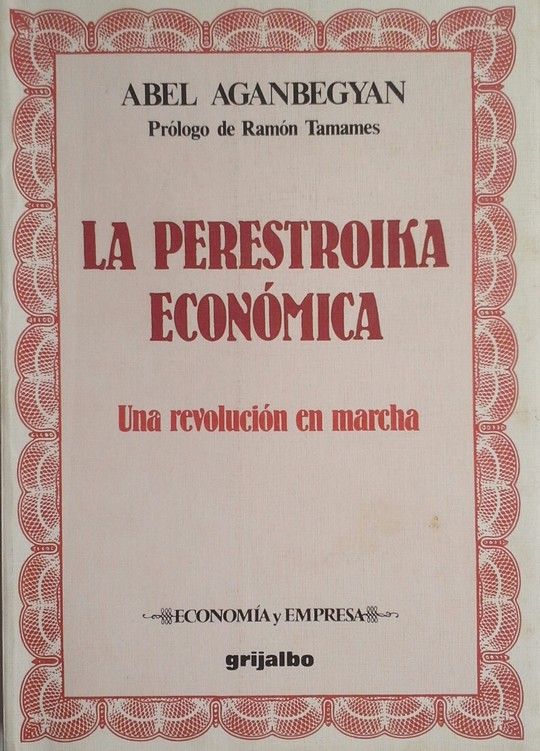 ABEL AGANBEGYAN
Prólogo de Ramón Tamames
LA PERESTROIKA
ECONÓMICA
Una revolución en marcha
ECONOMÍA y EMPRESA
grijalbo